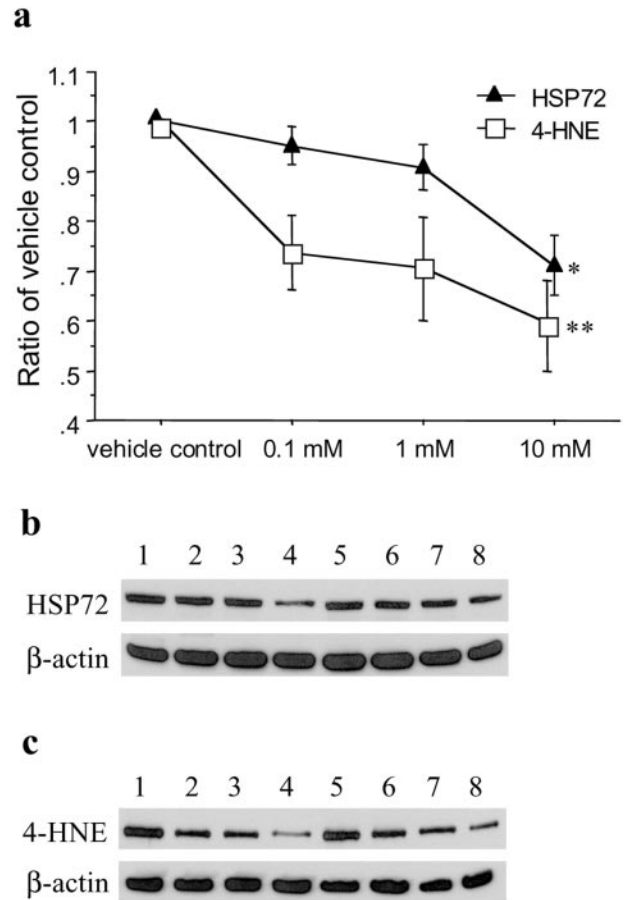 a
Ratio of vehicle control
1.1
1
.9
.8
.7
.6
.5
.4
HSP72
4-HNE
*
**
vehicle control 0.1 mM 1 mM 10 mM
b
1 2 3 4 5 6 7 8
HSP72
β-actin
c
1 2 3 4 5 6 7 8
4-HNE
β-actin